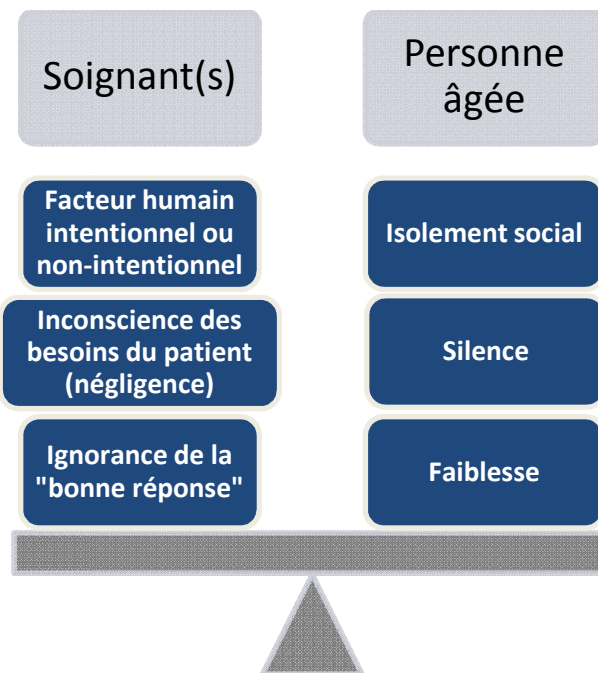 Soignant(s)
Personne
âgée
Facteur humain
intentionnel ou
non-intentionnel
Isolement social
Inconscience des
besoins du patient
(négligence)
Silence
Ignorance de la
"bonne réponse"
Faiblesse